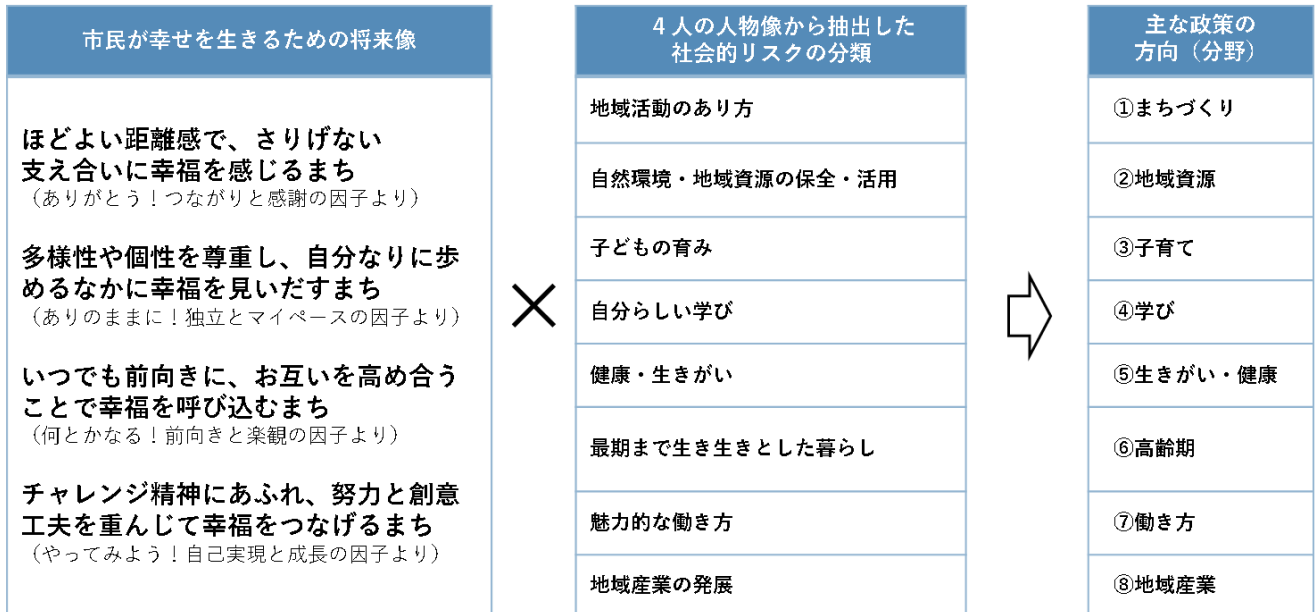 市民が幸せを生きるための将来像
ほどよい距離感で、さりげない
支え合いに幸福を感じるまち
（ありがとう！つながりと感謝の因子より）
多様性や個性を尊重し、自分なりに歩
めるなかに幸福を見いだすまち
（ありのままに！独立とマイペースの因子より）
いつでも前向きに、お互いを高め合う
ことで幸福を呼び込むまち
（何とかなる！前向きと楽観の因子より）
チャレンジ精神にあふれ、努力と創意
工夫を重んじて幸福をつなげるまち
（やってみよう！自己実現と成長の因子より）
×
4人の人物像から抽出した
社会的リスクの分類
地域活動のあり方
自然環境・地域資源の保全・活用
子どもの育み
自分らしい学び
健康・生きがい
最期まで生き生きとした暮らし
魅力的な働き方
地域産業の発展
主な政策の
方向（分野）
①まちづくり
②地域資源
③子育て
④学び
⑤生きがい・健康
⑥高齢期
⑦働き方
⑧地域産業